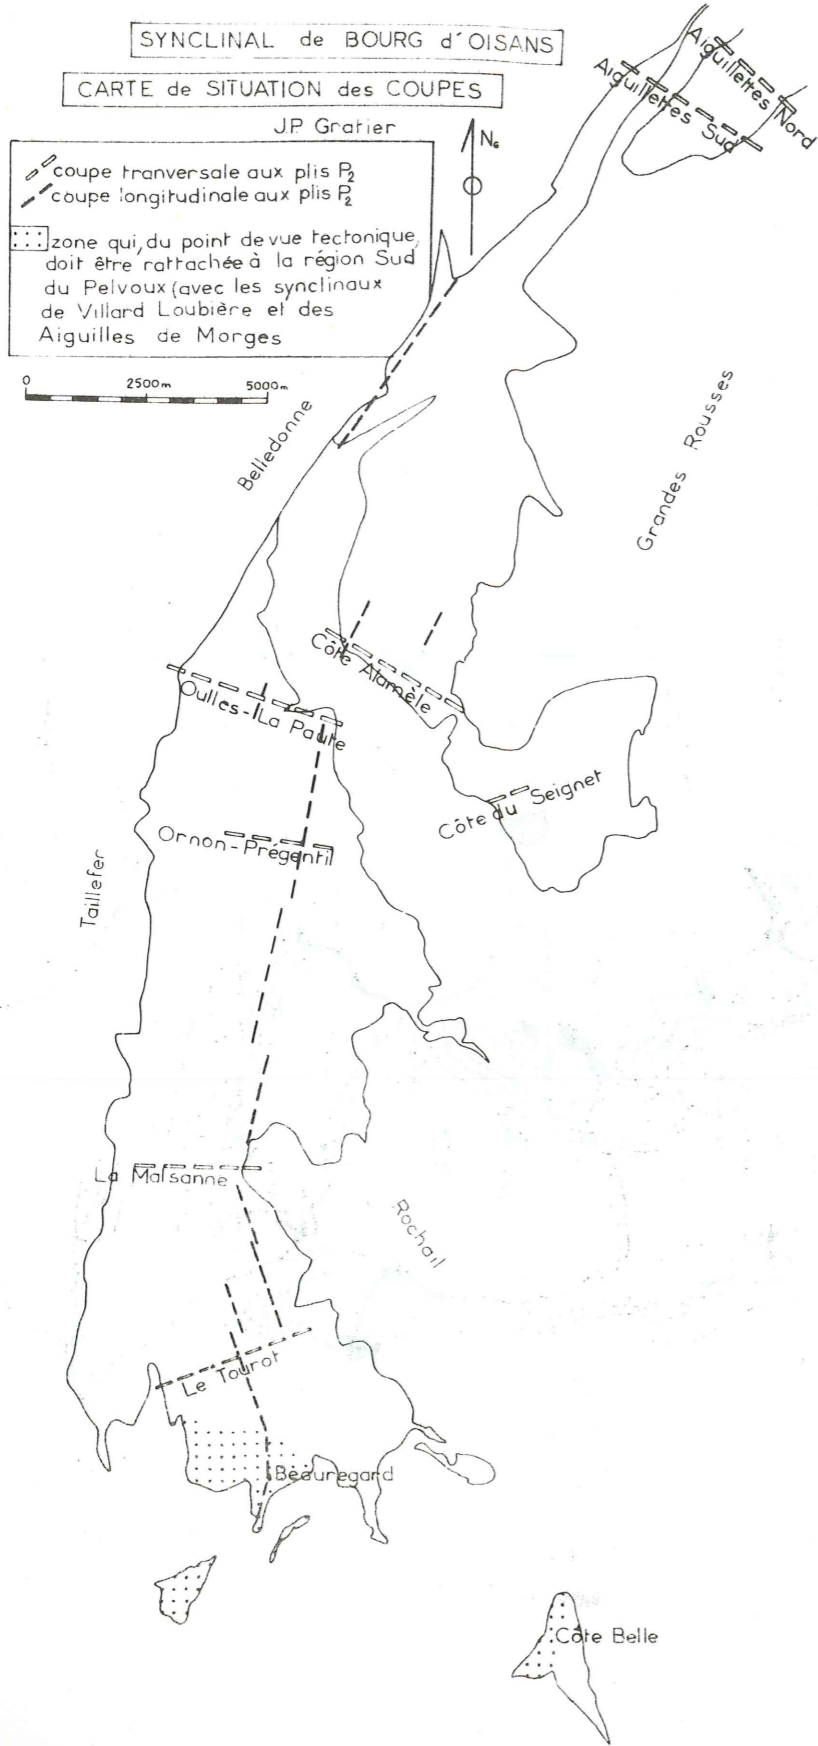 SYNCLINAL de BOURG d'OISANS
CARTE de SITUATION des COUPES
J.P. Gratier
Ng
coupe tranversale aux plis P2
coupe longitudinale aux plis P2
zone qui, du point de vue tectonique,
doit être rattachée à la région Sud
du Pelvoux (avec les synclinaux
de Villard Loubière et des
Aiguilles de Morges
0 2500m 5000m
Aiguillettes Nord
Aiguillettes Sud
Belledonne
Grandes Rousses
Côte Alamèle
Oulles-La Paute
Côte du Seignet
Ornon-Prégentil
Taillefer
La Malsanne
Rochail
Le Tourot
Beauregard
Côte Belle